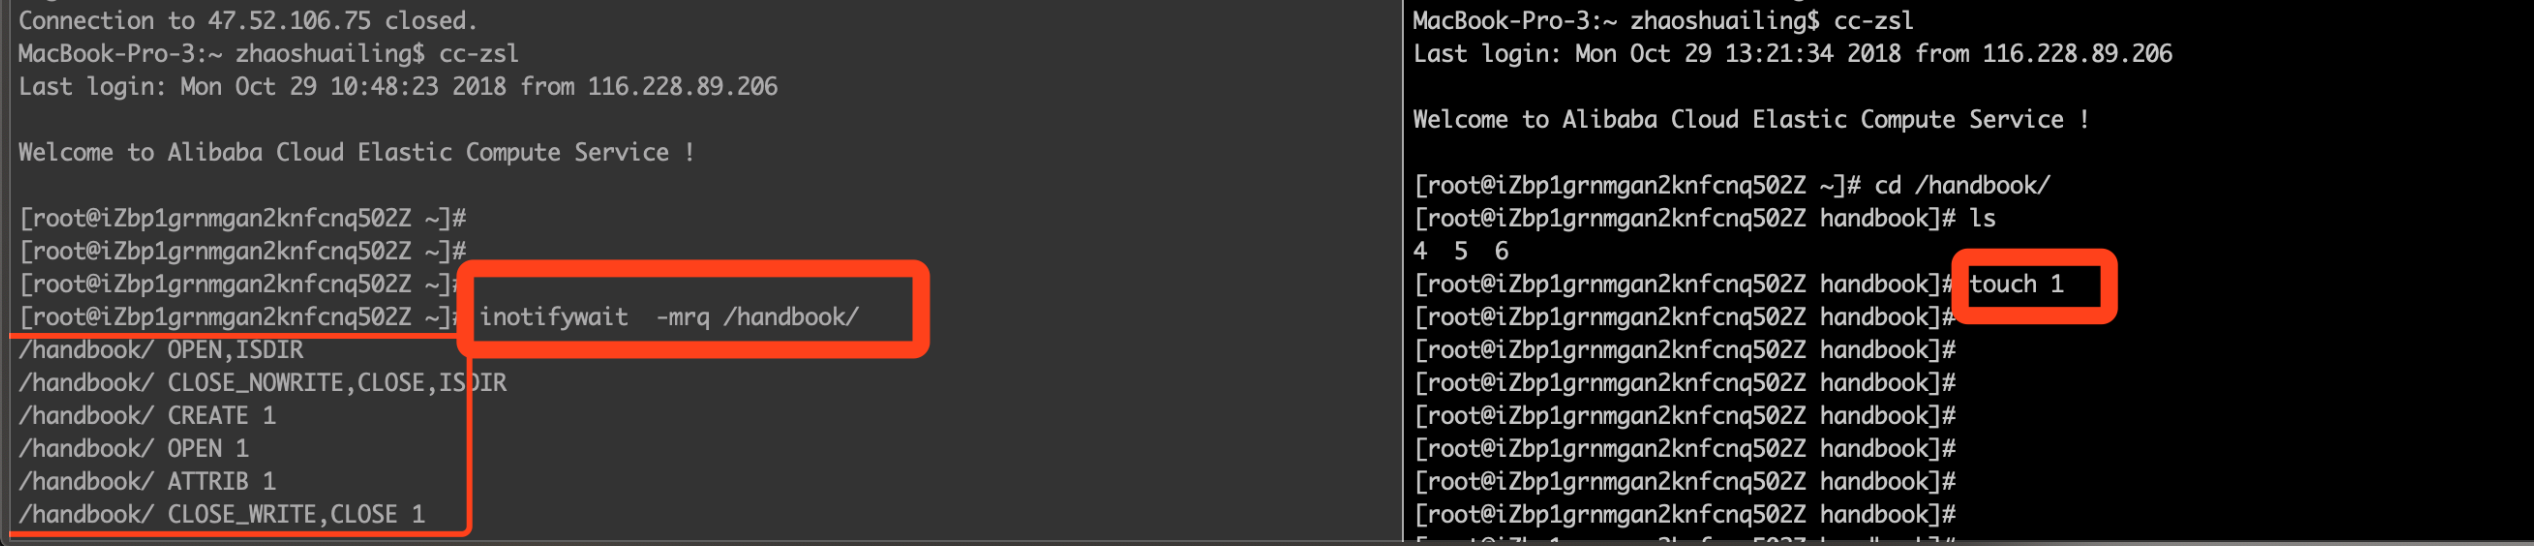 Connection to 47.52.106.75 closed.
MacBook-Pro-3:~ zhaoshuailing$ cc-zsl
Last login: Mon Oct 29 10:48:23 2018 from 116.228.89.206
Welcome to Alibaba Cloud Elastic Compute Service !
[root@iZbp1grnmgan2knfcnq502Z ~]#
[root@iZbp1grnmgan2knfcnq502Z ~]#
[root@iZbp1grnmgan2knfcnq502Z ~]#
[root@iZbp1grnmgan2knfcnq502Z ~]# inotifywait  -mrq /handbook/
/handbook/ OPEN,ISDIR
/handbook/ CLOSE_NOWRITE,CLOSE,ISDIR
/handbook/ CREATE 1
/handbook/ OPEN 1
/handbook/ ATTRIB 1
/handbook/ CLOSE_WRITE,CLOSE 1
MacBook-Pro-3:~ zhaoshuailing$ cc-zsl
Last login: Mon Oct 29 13:21:34 2018 from 116.228.89.206
Welcome to Alibaba Cloud Elastic Compute Service !
[root@iZbp1grnmgan2knfcnq502Z ~]# cd /handbook/
[root@iZbp1grnmgan2knfcnq502Z handbook]# ls
4  5  6
[root@iZbp1grnmgan2knfcnq502Z handbook]# touch 1
[root@iZbp1grnmgan2knfcnq502Z handbook]#
[root@iZbp1grnmgan2knfcnq502Z handbook]#
[root@iZbp1grnmgan2knfcnq502Z handbook]#
[root@iZbp1grnmgan2knfcnq502Z handbook]#
[root@iZbp1grnmgan2knfcnq502Z handbook]#
[root@iZbp1grnmgan2knfcnq502Z handbook]#
[root@iZbp1grnmgan2knfcnq502Z handbook]#